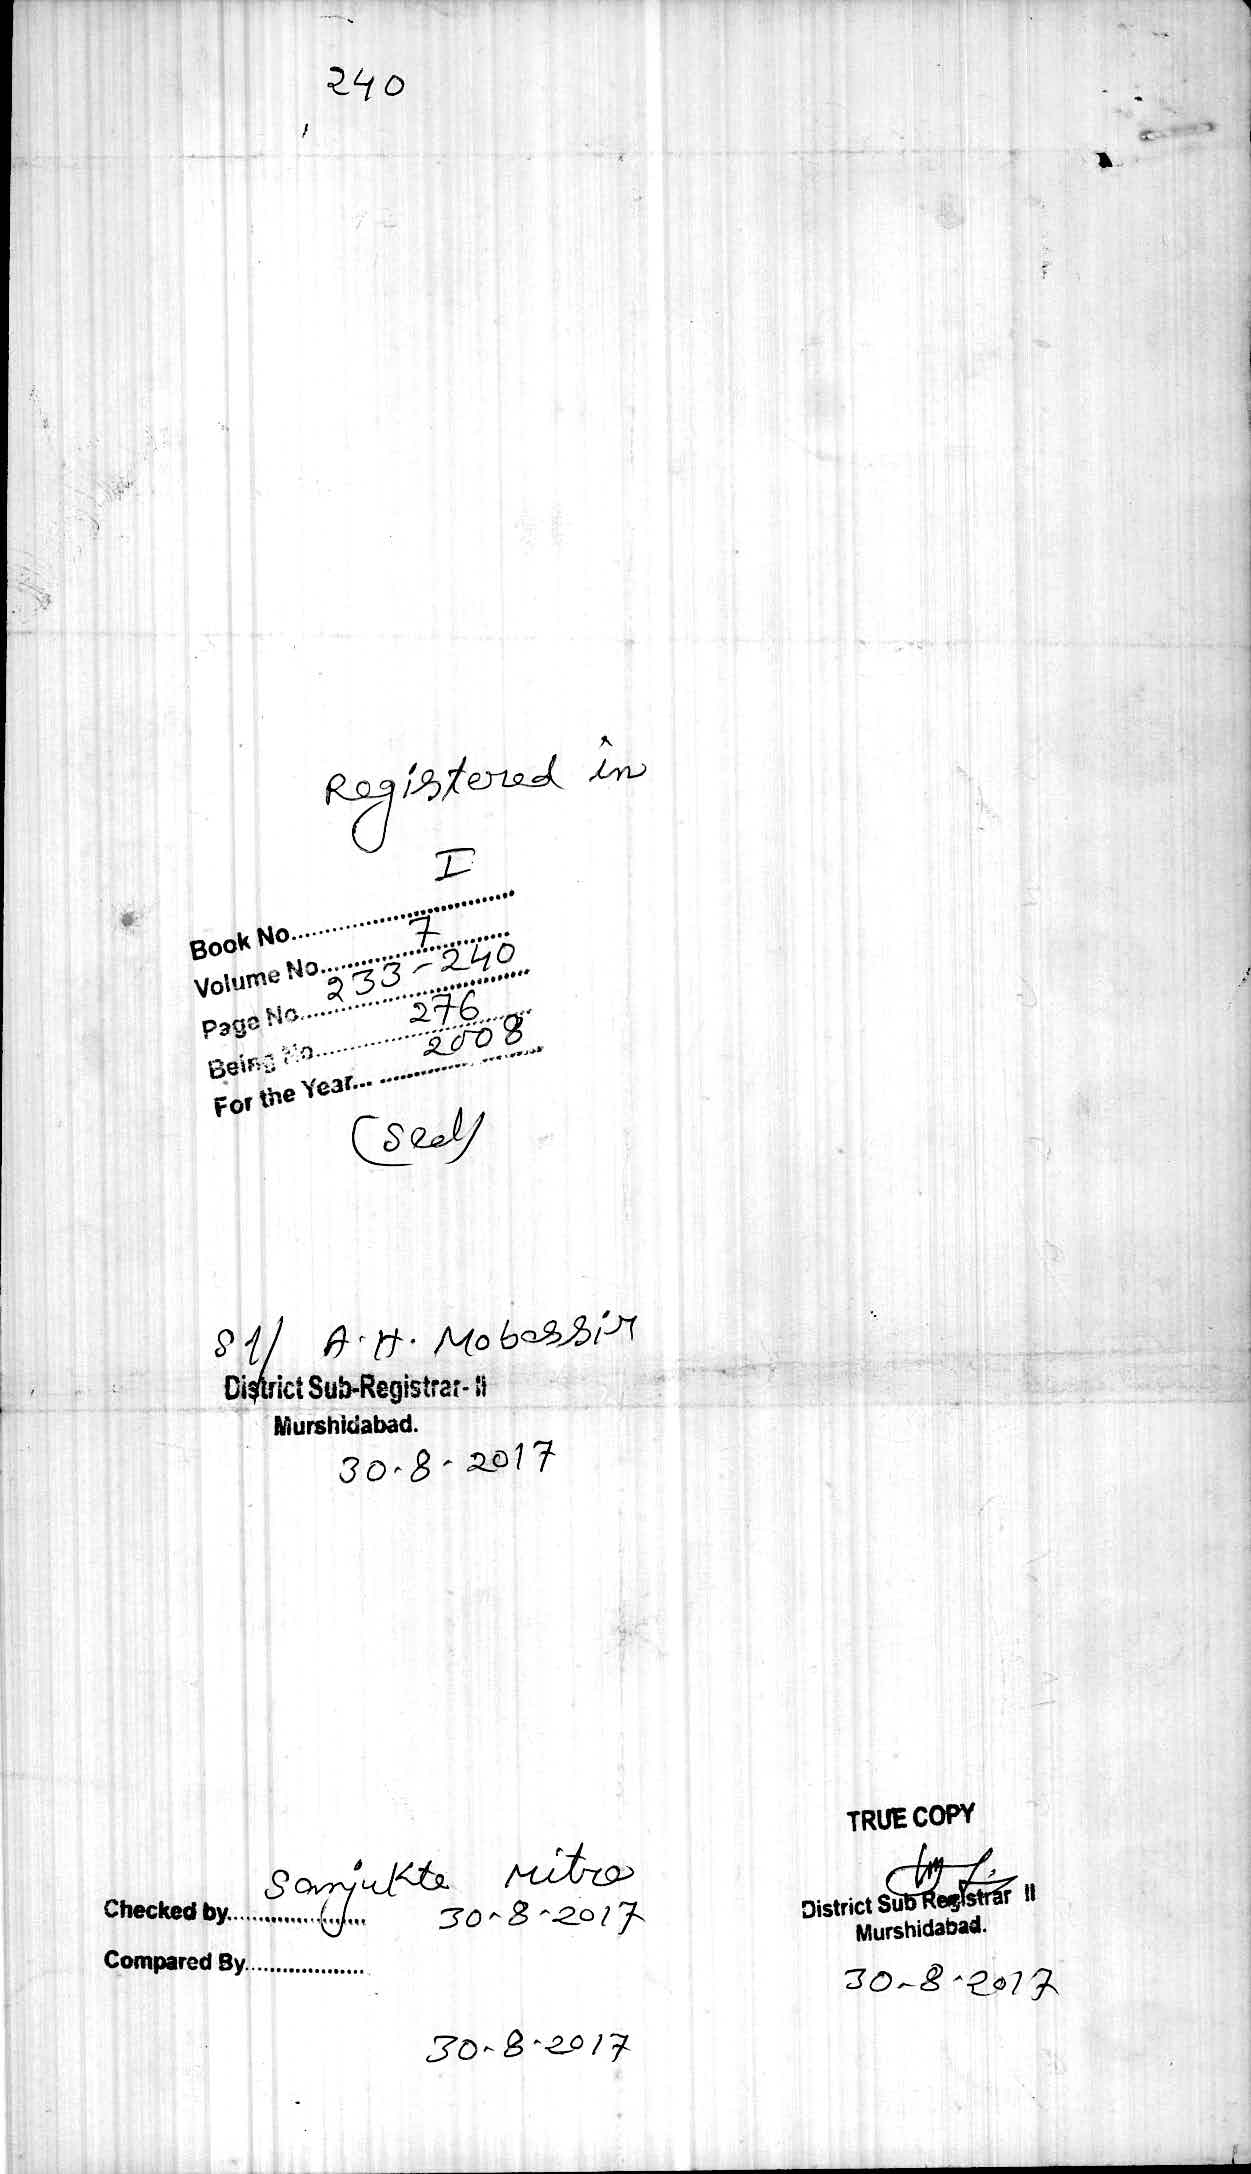 240
Registered in
Book No.................I
Volume No.................7
Page No.................233-240
Being No.................276
For the Year.................2008
(Seal)
Sd/ A. H. Mobassir
District Sub-Registrar- II
Murshidabad.
30-8-2017
TRUE COPY
Checked by.................Sanjukta Mitra
30-8-2017
Compared By.................
30-8-2017
District Sub Registrar II
Murshidabad.
30-8-2017